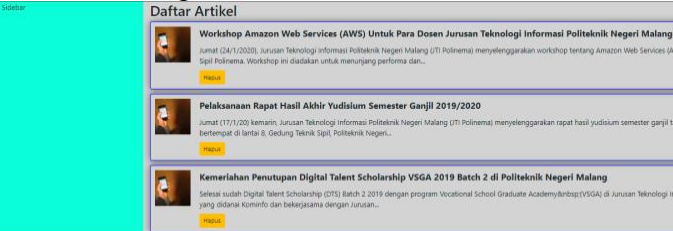 Sidebar
Daftar Artikel
Workshop Amazon Web Services (AWS) Untuk Para Dosen Jurusan Teknologi Informasi Politeknik Negeri Malang
Jumat (24/1/2020), Jurusan Teknologi Informasi Politeknik Negeri Malang (JTI Polinema) menyelenggarakan workshop tentang Amazon Web Services (A
Sipil Polinema. Workshop ini diadakan untuk menunjang performa dan...
Hapus
Pelaksanaan Rapat Hasil Akhir Yudisium Semester Ganjil 2019/2020
Jumat (17/1/20) kemarin, Jurusan Teknologi Informasi Politeknik Negeri Malang (JTI Polinema) menyelenggarakan rapat hasil yudisium semester ganjil t
bertempat di lantai 8, Gedung Teknik Sipil, Politeknik Negeri...
Hapus
Kemeriahan Penutupan Digital Talent Scholarship VSGA 2019 Batch 2 di Politeknik Negeri Malang
Selesai sudah Digital Talent Scholarship (DTS) Batch 2 2019 dengan program Vocational School Graduate Academy&nbsp;(VSGA) di Jurusan Teknologi In
yang didanai Kominfo dan bekerjasama dengan Jurusan...
Hapus